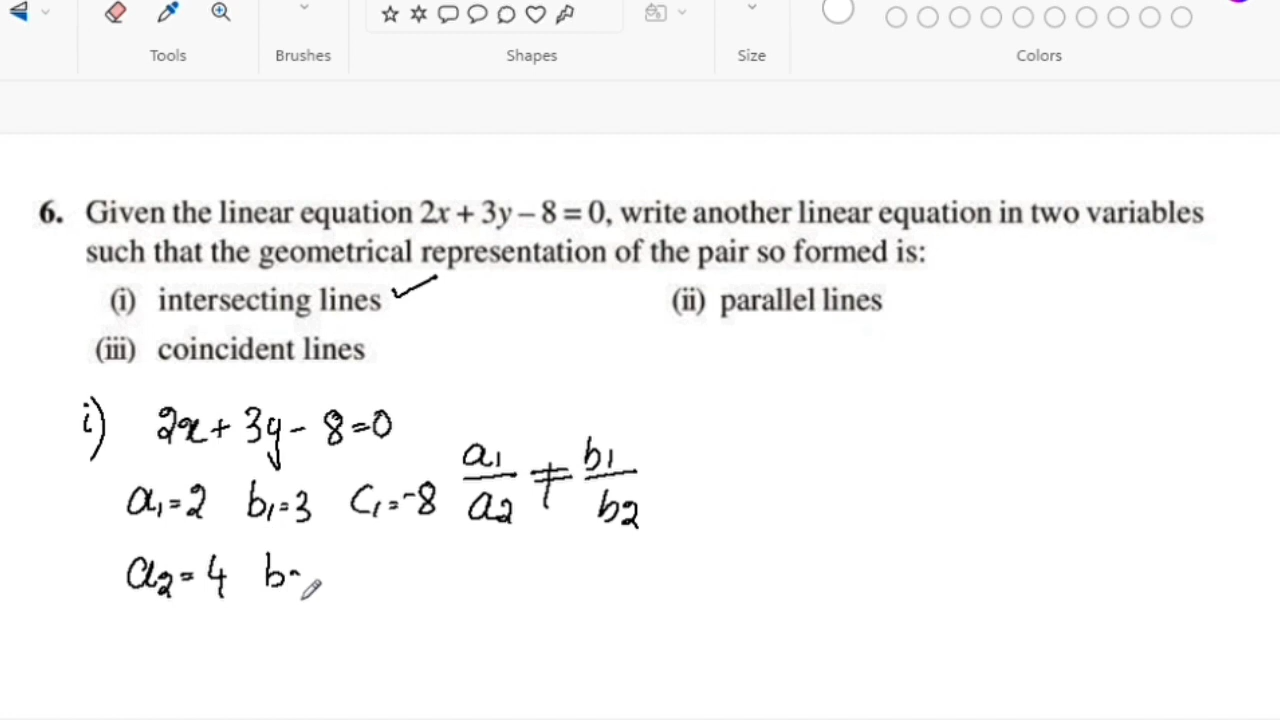 Tools Brushes Shapes Size Colors
6. Given the linear equation 2x + 3y – 8 = 0, write another linear equation in two variables
such that the geometrical representation of the pair so formed is:
(i) intersecting lines (ii) parallel lines
(iii) coincident lines
i) 2x + 3y - 8 = 0
a₁ = 2 b₁ = 3 c₁ = -8 a₁/a₂ ≠ b₁/b₂
a₂ = 4 b